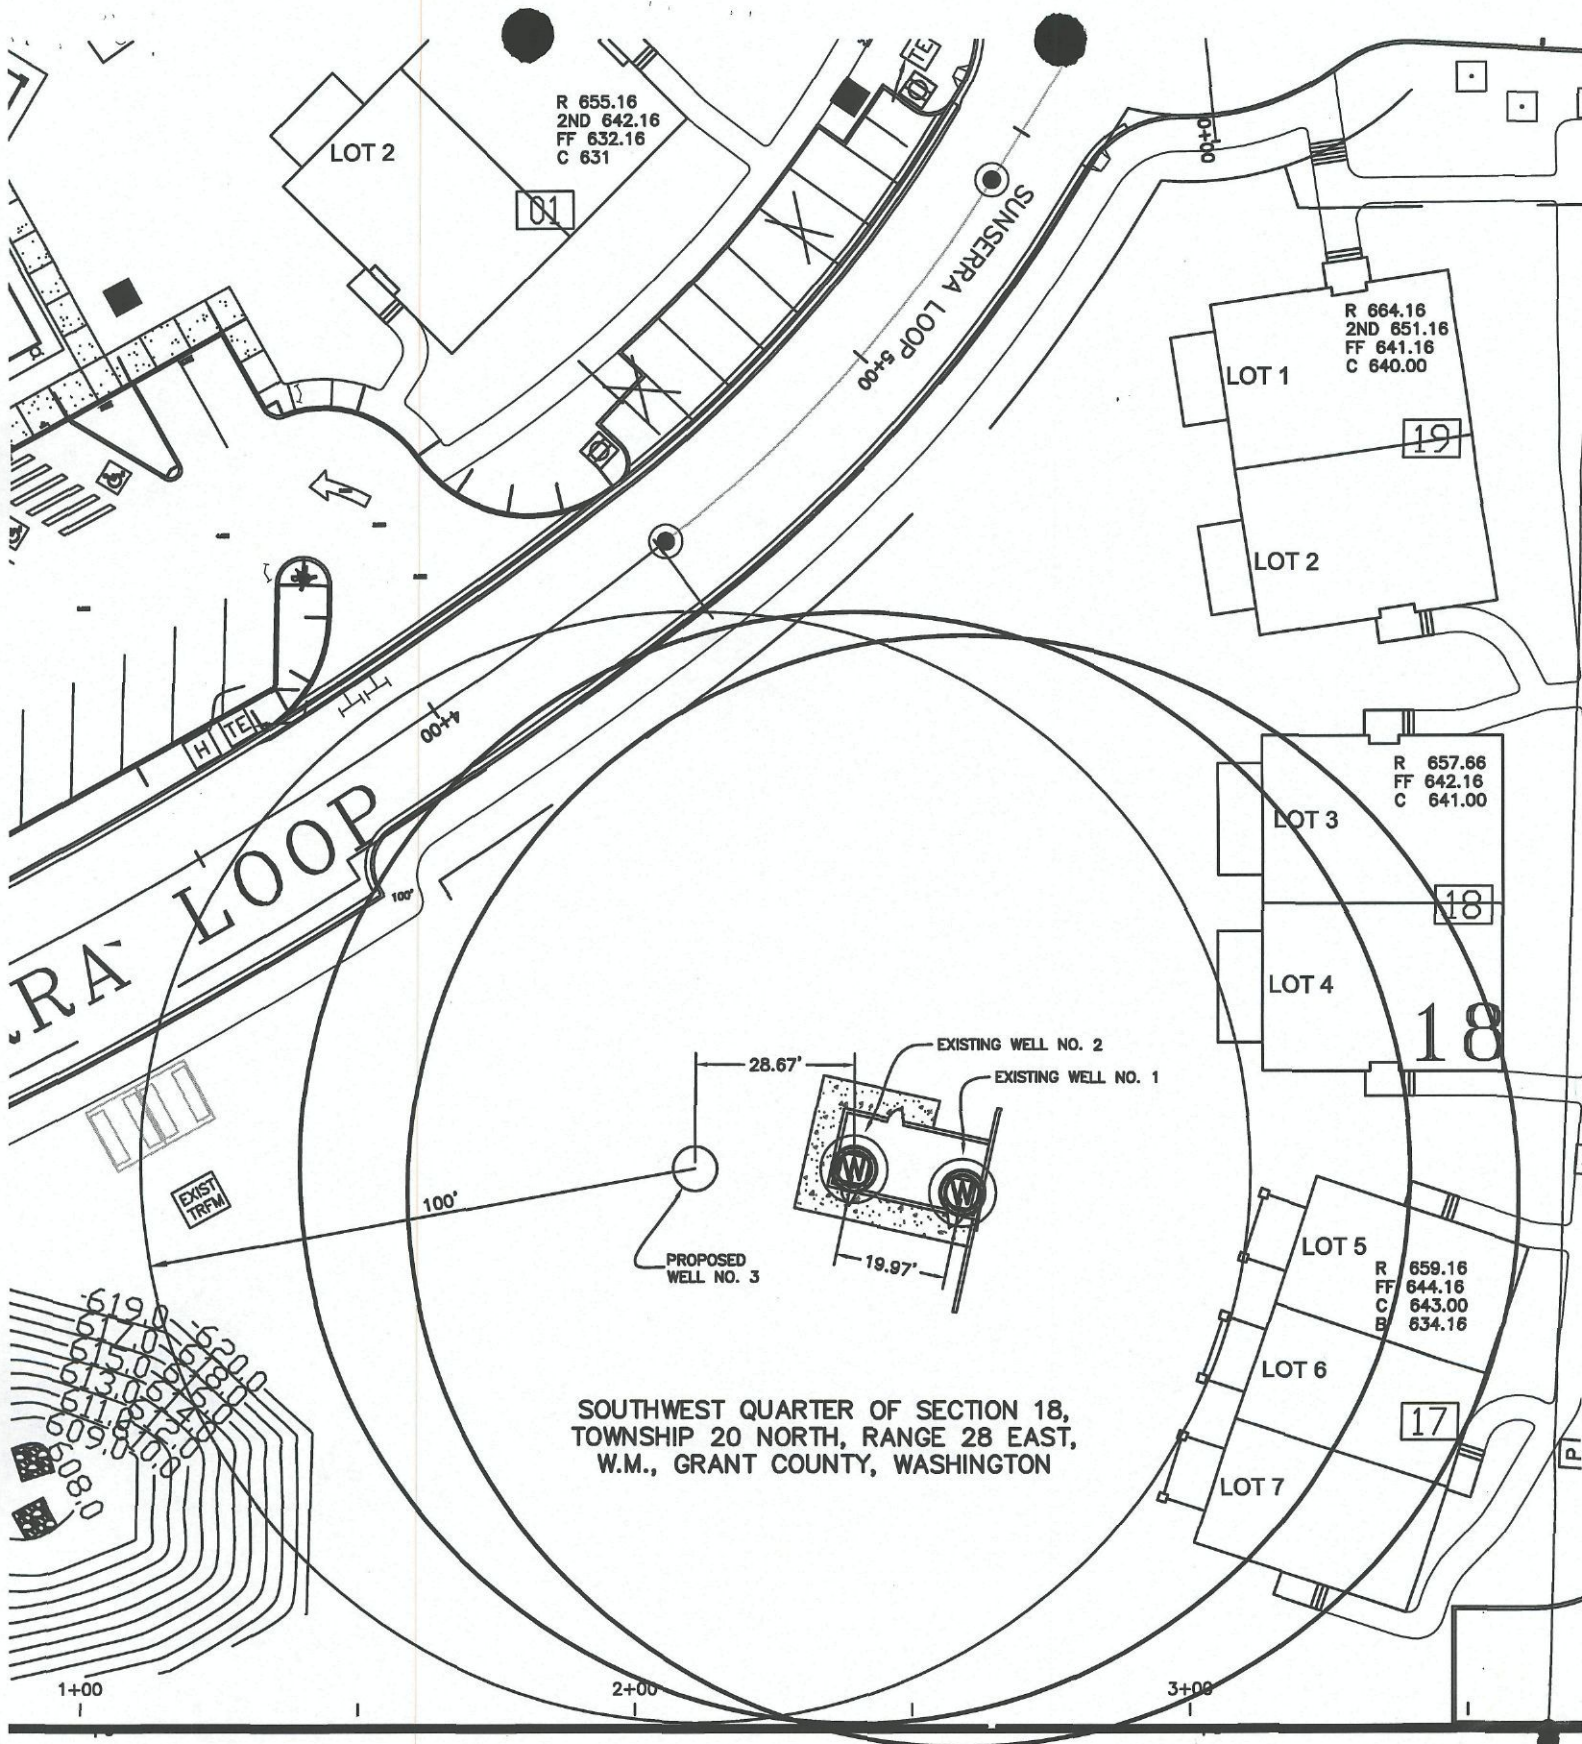 TE
R 655.16
2ND 642.16
FF 632.16
C 631
LOT 2
01
0+00
SUNSERRA LOOP 5+00
R 664.16
2ND 651.16
FF 641.16
C 640.00
LOT 1
19
LOT 2
4+00
H
TE
R 657.66
FF 642.16
C 641.00
LOT 3
LOOP
100'
18
RRA
LOT 4
18
EXISTING WELL NO. 2
28.67'
EXISTING WELL NO. 1
W
W
EXIST
TRFM
100'
PROPOSED
WELL NO. 3
19.97'
LOT 5
R 659.16
FF 644.16
C 643.00
B 634.16
619.0
620.0
618.0
615.0
613.0
609.0
608.0
LOT 6
SOUTHWEST QUARTER OF SECTION 18,
TOWNSHIP 20 NORTH, RANGE 28 EAST,
W.M., GRANT COUNTY, WASHINGTON
17
LOT 7
P
1+00
2+00
3+00